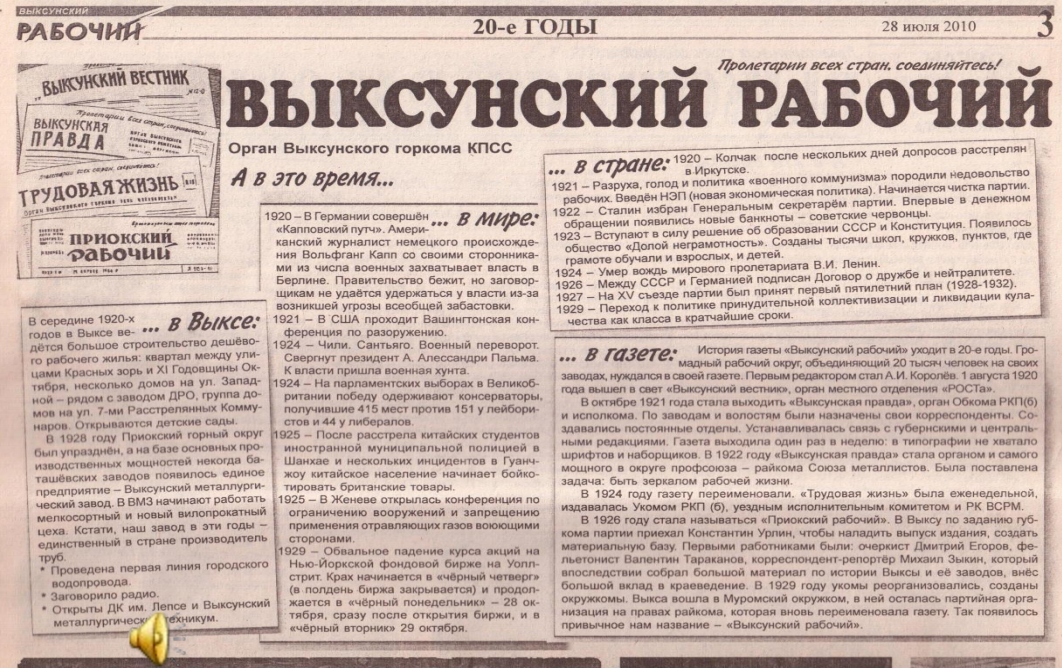 ВЫКСУНСКИЙ
РАБОЧИЙ
20-е ГОДЫ
28 июля 2010
3
ВЫКСУНСКИЙ ВЕСТНИК
ВЫКСУНСКАЯ
ПРАВДА
ТРУДОВАЯ ЖИЗНЬ
ПРИОКСКИЙ
РАБОЧИЙ
Пролетарии всех стран, соединяйтесь!
ВЫКСУНСКИЙ РАБОЧИЙ
Орган Выксунского горкома КПСС
А в это время...
... в Выксе:
В середине 1920-х
годов в Выксе ве-
дётся большое строительство дешёво-
го рабочего жилья: квартал между ули-
цами Красных зорь и XI Годовщины Ок-
тября, несколько домов на ул. Запад-
ной – рядом с заводом ДРО, группа до-
мов на ул. 7-ми Расстрелянных Комму-
наров. Открываются детские сады.
В 1928 году Приокский горный округ
был упразднён, а на базе основных про-
изводственных мощностей некогда ба-
ташёвских заводов появилось единое
предприятие – Выксунский металлурги-
ческий завод. В ВМЗ начинают работать
мелкосортный и новый вилопрокатный
цеха. Кстати, наш завод в эти годы –
единственный в стране производитель
труб.
* Проведена первая линия городского
водопровода.
* Заговорило радио.
* Открыты ДК им. Лепсе и Выксунский
металлургический техникум.
... в мире:
1920 – В Германии совершён
«Капповский путч». Амери-
канский журналист немецкого происхожде-
ния Вольфганг Капп со своими сторонника-
ми из числа военных захватывает власть в
Берлине. Правительство бежит, но заговор-
щикам не удаётся удержаться у власти из-за
возникшей угрозы всеобщей забастовки.
1921 – В США проходит Вашингтонская кон-
ференция по разоружению.
1924 – Чили. Сантьяго. Военный переворот.
Свергнут президент А. Алессандри Пальма.
К власти пришла военная хунта.
1924 – На парламентских выборах в Великоб-
ритании победу одерживают консерваторы,
получившие 415 мест против 151 у лейбори-
стов и 44 у либералов.
1925 – После расстрела китайских студентов
иностранной муниципальной полицией в
Шанхае и нескольких инцидентов в Гуанч-
жоу китайское население начинает бойко-
тировать британские товары.
1925 – В Женеве открылась конференция по
ограничению вооружений и запрещению
применения отравляющих газов воюющими
сторонами.
1929 – Обвальное падение курса акций на
Нью-Йоркской фондовой бирже на Уолл-
стрит. Крах начинается в «чёрный четверг»
(в полдень биржа закрывается) и продол-
жается в «чёрный понедельник» – 28 ок-
тября, сразу после открытия биржи, и в
«чёрный вторник» 29 октября.
... в стране:
1920 – Колчак после нескольких дней допросов расстрелян
в Иркутске.
1921 – Разруха, голод и политика «военного коммунизма» породили недовольство
рабочих. Введён НЭП (новая экономическая политика). Начинается чистка партии.
1922 – Сталин избран Генеральным секретарём партии. Впервые в денежном
обращении появились новые банкноты – советские червонцы.
1923 – Вступают в силу решение об образовании СССР и Конституция. Появилось
общество «Долой неграмотность». Созданы тысячи школ, кружков, пунктов, где
грамоте обучали и взрослых, и детей.
1924 – Умер вождь мирового пролетариата В.И. Ленин.
1926 – Между СССР и Германией подписан Договор о дружбе и нейтралитете.
1927 – На XV съезде партии был принят первый пятилетний план (1928-1932).
1929 – Переход к политике принудительной коллективизации и ликвидации кула-
чества как класса в кратчайшие сроки.
... в газете:
История газеты «Выксунский рабочий» уходит в 20-е годы. Гро-
мадный рабочий округ, объединяющий 20 тысяч человек на своих
заводах, нуждался в своей газете. Первым редактором стал А.И. Королёв. 1 августа 1920
года вышел в свет «Выксунский вестник», орган местного отделения «РОСТа».
В октябре 1921 года стала выходить «Выксунская правда», орган Обкома РКП(б)
и исполкома. По заводам и волостям были назначены свои корреспонденты. Со-
здавались постоянные отделы. Устанавливалась связь с губернскими и централь-
ными редакциями. Газета выходила один раз в неделю: в типографии не хватало
шрифтов и наборщиков. В 1922 году «Выксунская правда» стала органом и самого
мощного в округе профсоюза – райкома Союза металлистов. Была поставлена
задача: быть зеркалом рабочей жизни.
В 1924 году газету переименовали. «Трудовая жизнь» была еженедельной,
издавалась Укомом РКП (б), уездным исполнительным комитетом и РК ВСРМ.
В 1926 году стала называться «Приокский рабочий». В Выксу по заданию губ-
кома партии приехал Константин Урлин, чтобы наладить выпуск издания, создать
материальную базу. Первыми работниками были: очеркист Дмитрий Егоров, фе-
льетонист Валентин Тараканов, корреспондент-репортёр Михаил Зыкин, который
впоследствии собрал большой материал по истории Выксы и её заводов, внёс
большой вклад в краеведение. В 1929 году укомы реорганизовались, созданы
окружкомы. Выкса вошла в Муромский окружком, в ней осталась партийная орга-
низация на правах райкома, которая вновь переименовала газету. Так появилось
привычное нам название – «Выксунский рабочий».